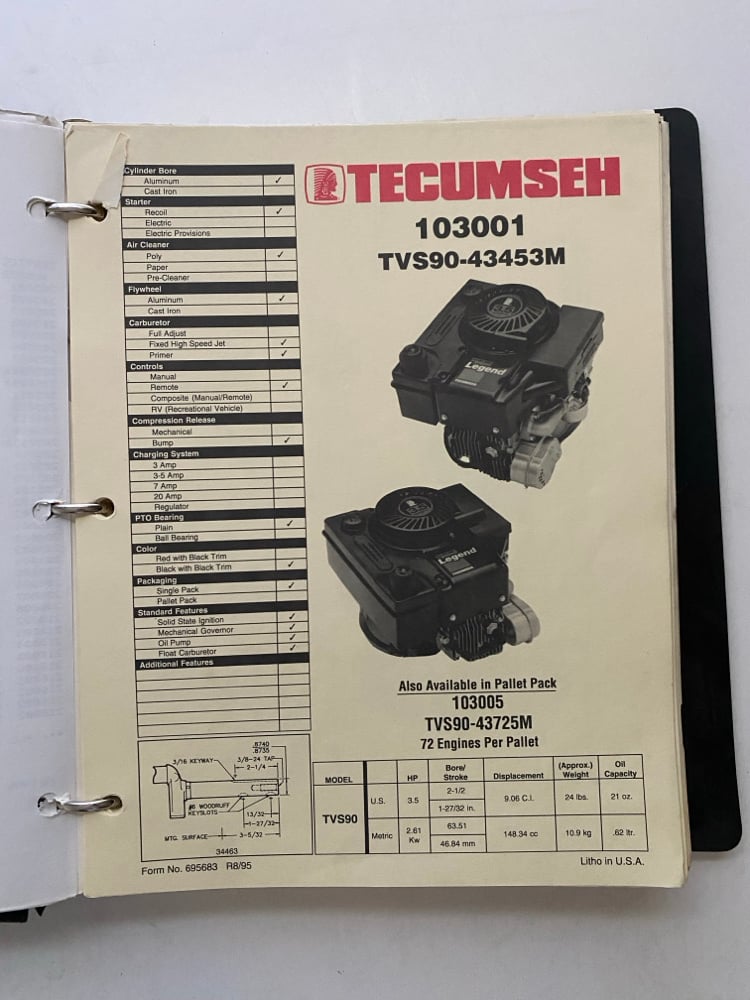 Cylinder Bore
Aluminum ✓
Cast Iron
Starter
Recoil ✓
Electric
Electric Provisions
Air Cleaner
Poly ✓
Paper
Pre-Cleaner
Flywheel
Aluminum ✓
Cast Iron
Carburetor
Full Adjust
Fixed High Speed Jet ✓
Primer ✓
Controls
Manual
Remote ✓
Composite (Manual/Remote)
RV (Recreational Vehicle)
Compression Release
Mechanical
Bump ✓
Charging System
3 Amp
3-5 Amp
7 Amp
20 Amp
Regulator
PTO Bearing
Plain ✓
Ball Bearing
Color
Red with Black Trim
Black with Black Trim ✓
Packaging
Single Pack ✓
Pallet Pack
Standard Features
Solid State Ignition ✓
Mechanical Governor ✓
Oil Pump ✓
Float Carburetor ✓
Additional Features
TECUMSEH
103001
TVS90-43453M
Legend
Legend
Also Available in Pallet Pack
103005
TVS90-43725M
72 Engines Per Pallet
.8740
.8735
3/16 KEYWAY
3/8-24 TAP
2-1/4
#6 WOODRUFF
KEYSLOTS
13/32
1-27/32
MTG. SURFACE
3-5/32
34463
MODEL HP Bore/ Stroke Displacement (Approx.) Weight Oil Capacity
TVS90
U.S. 3.5 2-1/2 9.06 C.I. 24 lbs. 21 oz.
1-27/32 in.
Metric 2.61 Kw 63.51 148.34 cc 10.9 kg .62 ltr.
46.84 mm
Form No. 695683 R8/95
Litho in U.S.A.